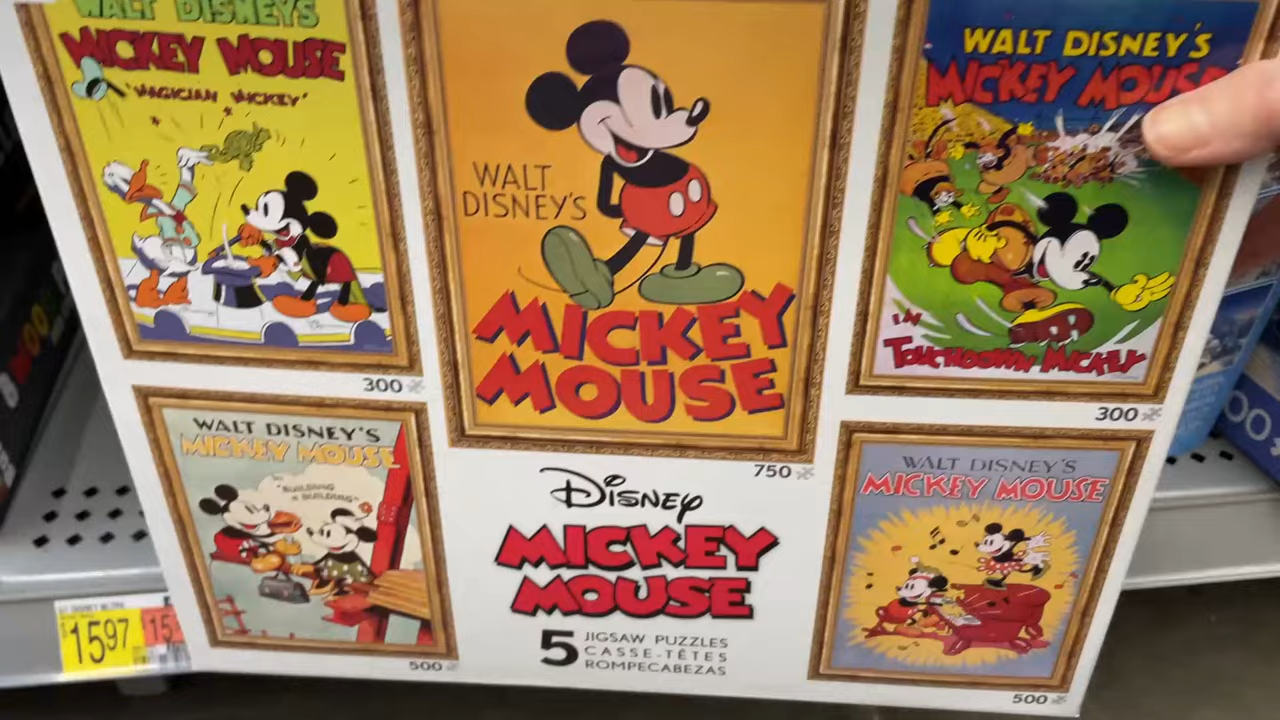 WALT DISNEY'S
MICKEY MOUSE
"MAGICIAN MICKEY"
300
WALT
DISNEY'S
MICKEY
MOUSE
750
WALT DISNEY'S
MICKEY MOUSE
IN
TOUCHDOWN MICKEY
300
WALT DISNEY'S
MICKEY MOUSE
IN
"BUILDING
A BUILDING"
500
Disney
MICKEY
MOUSE
5 JIGSAW PUZZLES
CASSE-TÊTES
ROMPECABEZAS
WALT DISNEY'S
MICKEY MOUSE
500
$15.97
15